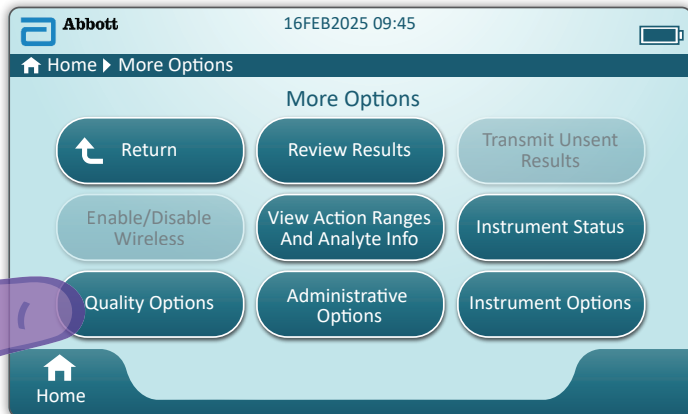 Abbott
16FEB2025 09:45
Home More Options
More Options
Return
Review Results
Transmit Unsent
Results
Enable/Disable
Wireless
View Action Ranges
And Analyte Info
Instrument Status
Quality Options
Administrative
Options
Instrument Options
Home